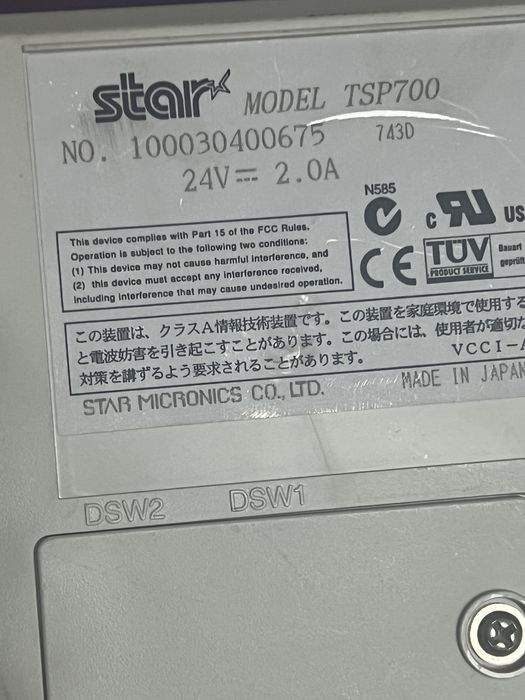 star MODEL TSP700
NO. 100030400675 743D
24V⎓ 2.0A
N585
c RU US
This device complies with Part 15 of the FCC Rules.
Operation is subject to the following two conditions:
(1) This device may not cause harmful interference, and
(2) this device must accept any interference received,
including interference that may cause undesired operation.
CE
TÜV
PRODUCT SERVICE
Bauart
geprüft
この装置は、クラスA情報技術装置です。この装置を家庭環境で使用する
と電波妨害を引き起こすことがあります。この場合には、使用者が適切な
対策を講ずるよう要求されることがあります。 VCCI-A
STAR MICRONICS CO., LTD. MADE IN JAPAN
DSW2 DSW1